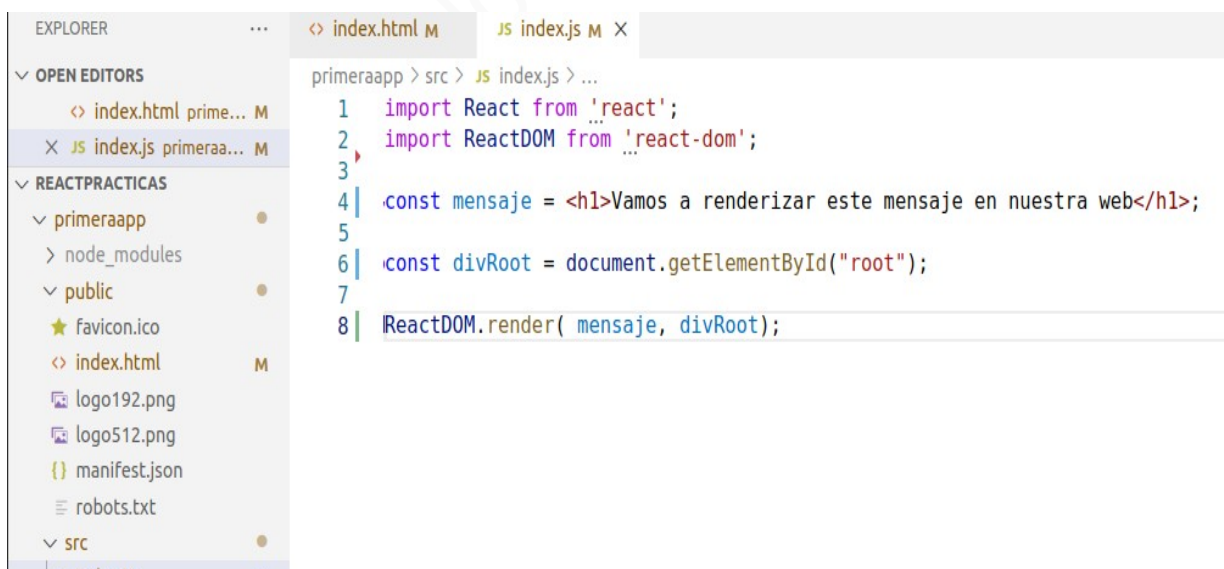 EXPLORER ...
OPEN EDITORS
index.html prime... M
X JS index.js primeraa... M
REACTPRACTICAS
primeraapp
node_modules
public
favicon.ico
index.html M
logo192.png
logo512.png
manifest.json
robots.txt
src
index.html M JS index.js M X
primeraapp > src > JS index.js > ...
1 import React from 'react';
2 import ReactDOM from 'react-dom';
3
4 const mensaje = <h1>Vamos a renderizar este mensaje en nuestra web</h1>;
5
6 const divRoot = document.getElementById("root");
7
8 ReactDOM.render( mensaje, divRoot);